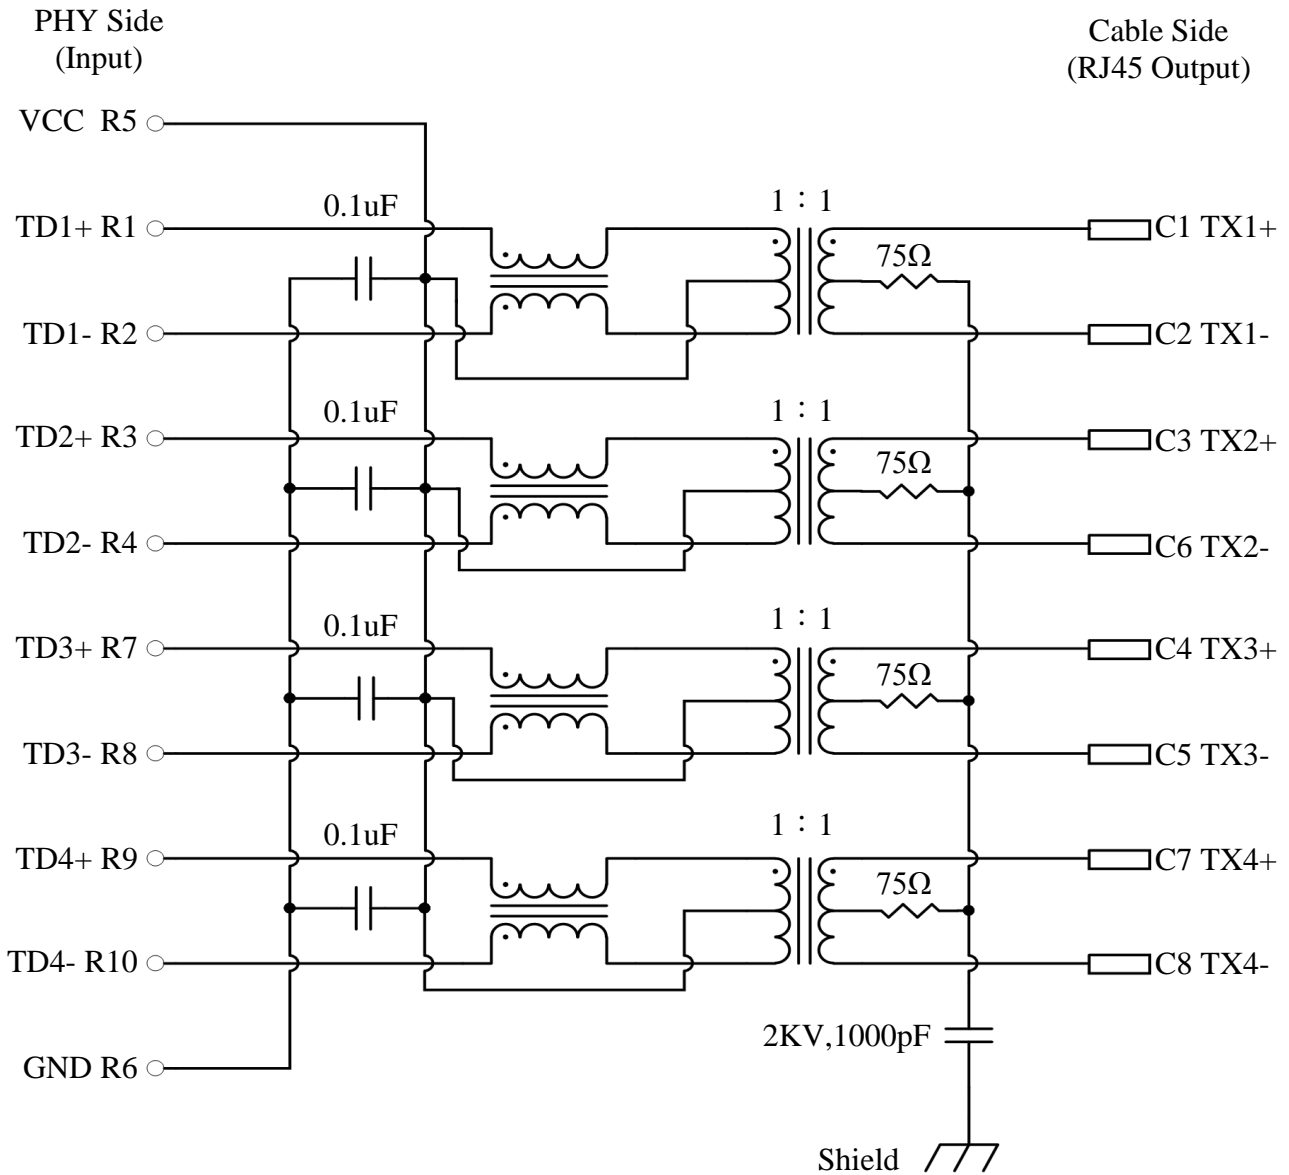 PHY Side
(Input)
Cable Side
(RJ45 Output)
VCC R5
TD1+ R1
0.1uF
1 : 1
75Ω
C1 TX1+
TD1- R2
C2 TX1-
TD2+ R3
0.1uF
1 : 1
75Ω
C3 TX2+
TD2- R4
C6 TX2-
TD3+ R7
0.1uF
1 : 1
75Ω
C4 TX3+
TD3- R8
C5 TX3-
TD4+ R9
0.1uF
1 : 1
75Ω
C7 TX4+
TD4- R10
C8 TX4-
2KV,1000pF
GND R6
Shield